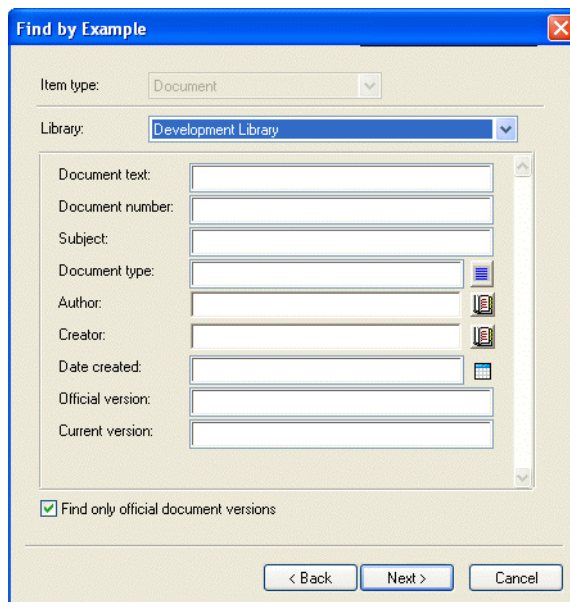 Find by Example
Item type: Document
Library: Development Library
Document text:
Document number:
Subject:
Document type:
Author:
Creator:
Date created:
Official version:
Current version:
Find only official document versions
< Back Next > Cancel